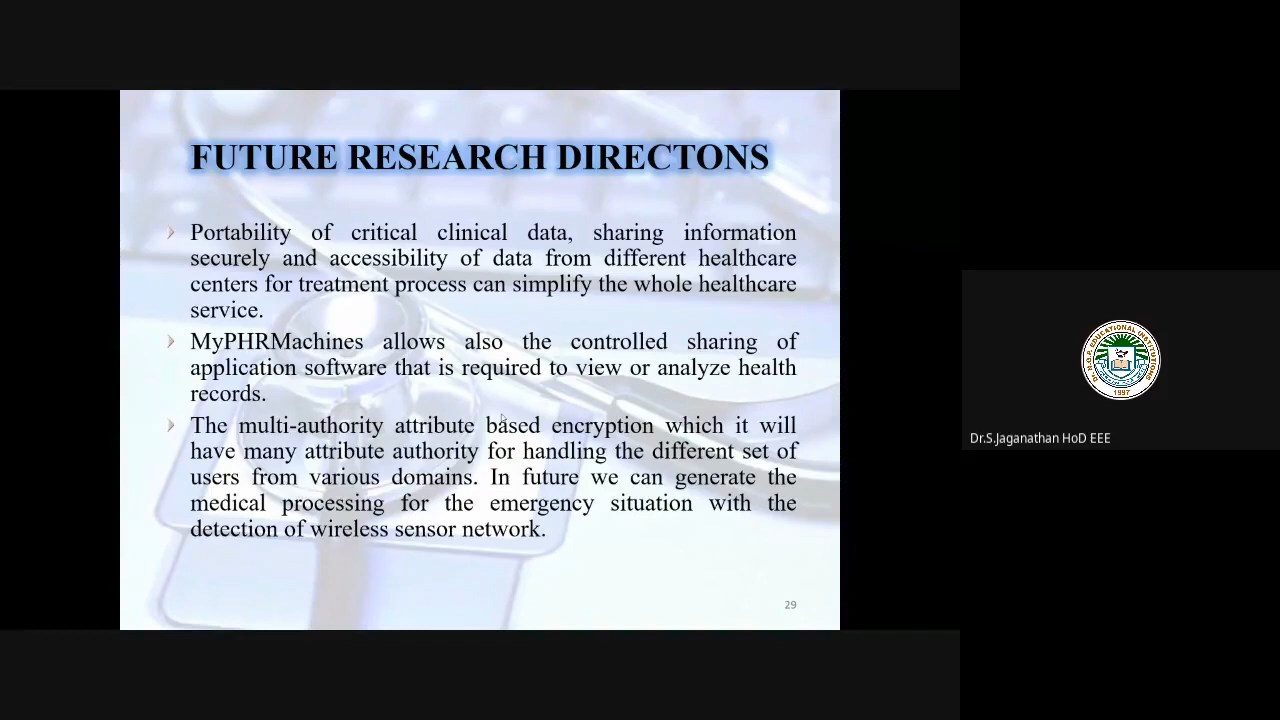 FUTURE RESEARCH DIRECTONS
Portability of critical clinical data, sharing information
securely and accessibility of data from different healthcare
centers for treatment process can simplify the whole healthcare
service.
MyPHRMachines allows also the controlled sharing of
application software that is required to view or analyze health
records.
The multi-authority attribute based encryption which it will
have many attribute authority for handling the different set of
users from various domains. In future we can generate the
medical processing for the emergency situation with the
detection of wireless sensor network.
29
Dr.N.G.P. EDUCATIONAL INSTITUTIONS
1997
Dr.S.Jaganathan HoD EEE